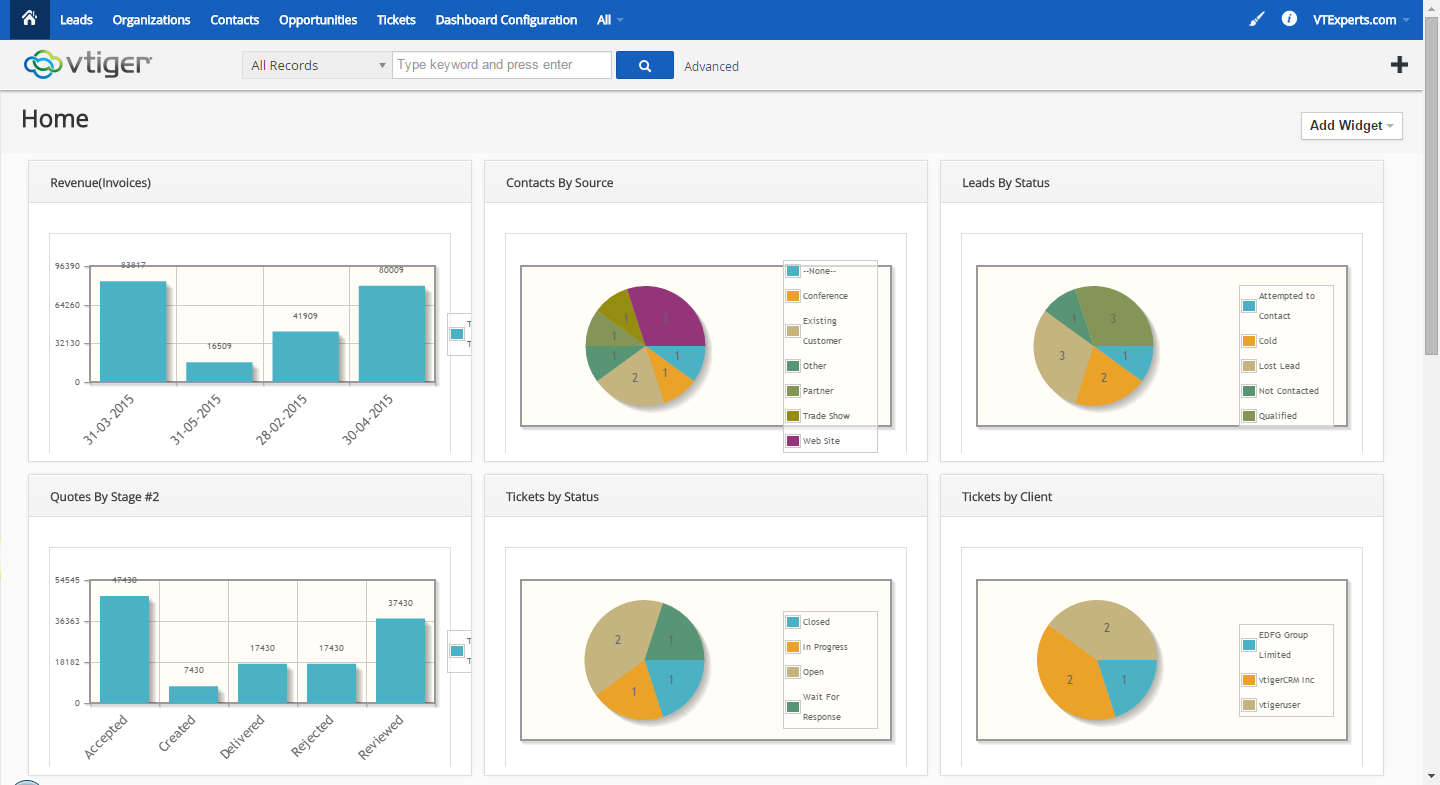 Leads Organizations Contacts Opportunities Tickets Dashboard Configuration All VTExperts.com
vtiger All Records Type keyword and press enter Advanced
Home
Add Widget
Revenue(Invoices)
96390
64260
32130
0
83817
16509
41909
80009
31-03-2015
31-05-2015
28-02-2015
30-04-2015
T
T
Contacts By Source
1
1
2
1
1
1
3
--None--
Conference
Existing
Customer
Other
Partner
Trade Show
Web Site
Leads By Status
1
2
3
1
3
Attempted to
Contact
Cold
Lost Lead
Not Contacted
Qualified
Quotes By Stage #2
54545
36363
18182
0
47430
7430
17430
17430
37430
Accepted
Created
Delivered
Rejected
Reviewed
T
T
Tickets by Status
2
1
1
1
Closed
In Progress
Open
Wait For
Response
Tickets by Client
2
2
1
EDFG Group
Limited
vtigerCRM Inc
vtigeruser